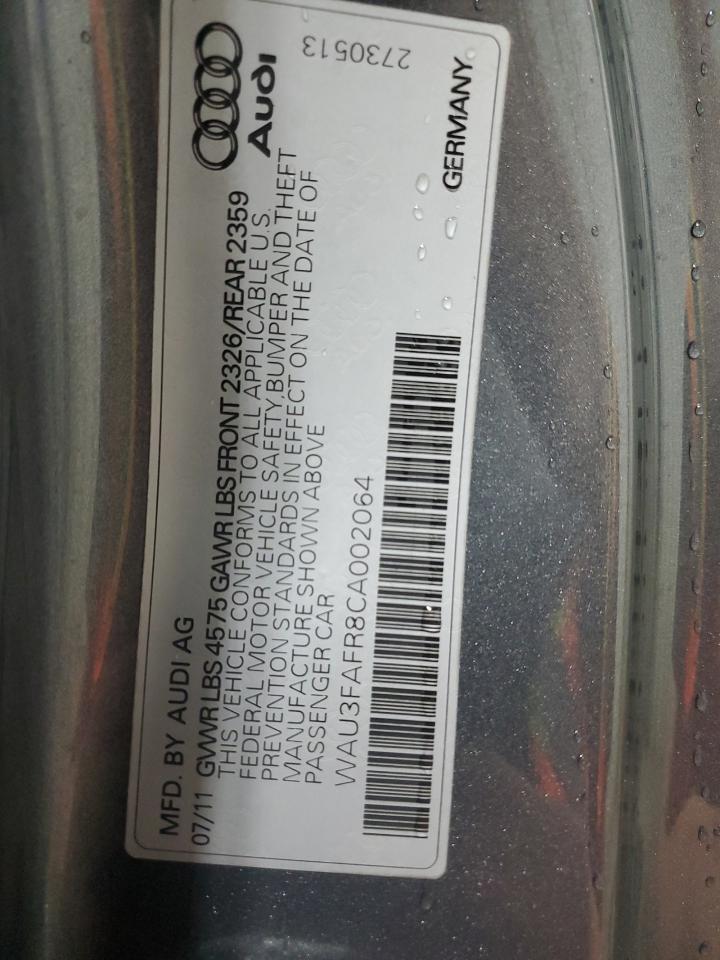 MFD. BY AUDI AG
07/11 GVWR LBS 4575 GAWR LBS FRONT 2326/REAR 2359
THIS VEHICLE CONFORMS TO ALL APPLICABLE U.S.
FEDERAL MOTOR VEHICLE SAFETY,BUMPER AND THEFT
PREVENTION STANDARDS IN EFFECT ON THE DATE OF
MANUFACTURE SHOWN ABOVE
PASSENGER CAR
WAU3FAFR8CA002064
Audi
2730513
GERMANY